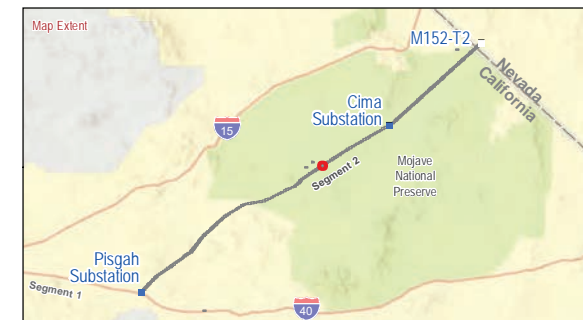 Map Extent
M152-T2
Nevada
California
Cima
Substation
15
Segment 2
Mojave
National
Preserve
Pisgah
Substation
Segment 1
40